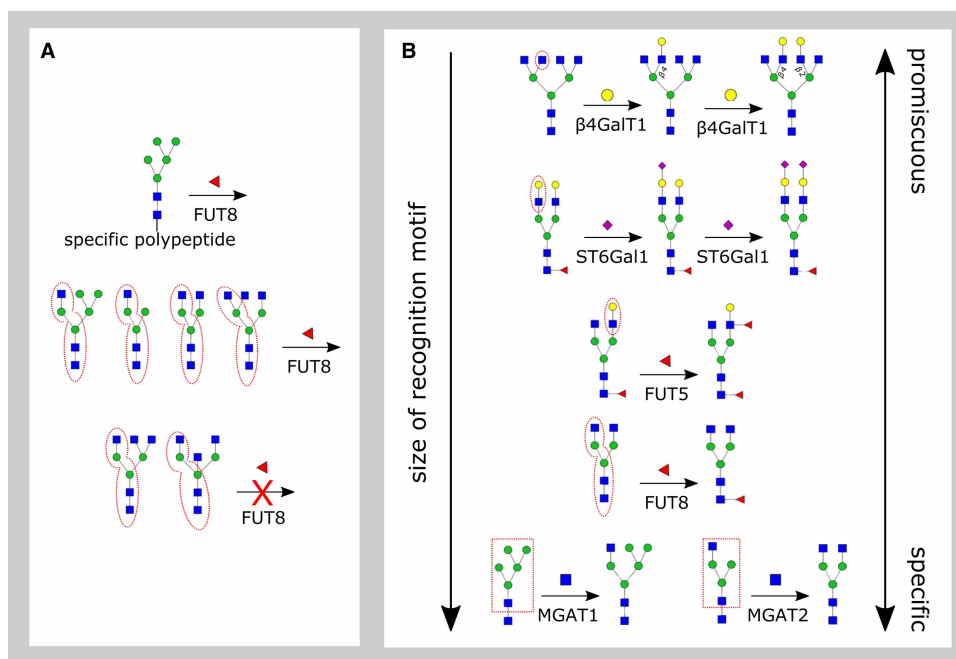 A
FUT8
specific polypeptide
FUT8
FUT8
B
size of recognition motif
promiscuous
specific
β4
β4
β2
β4GalT1
β4GalT1
ST6Gal1
ST6Gal1
FUT5
FUT8
MGAT1
MGAT2